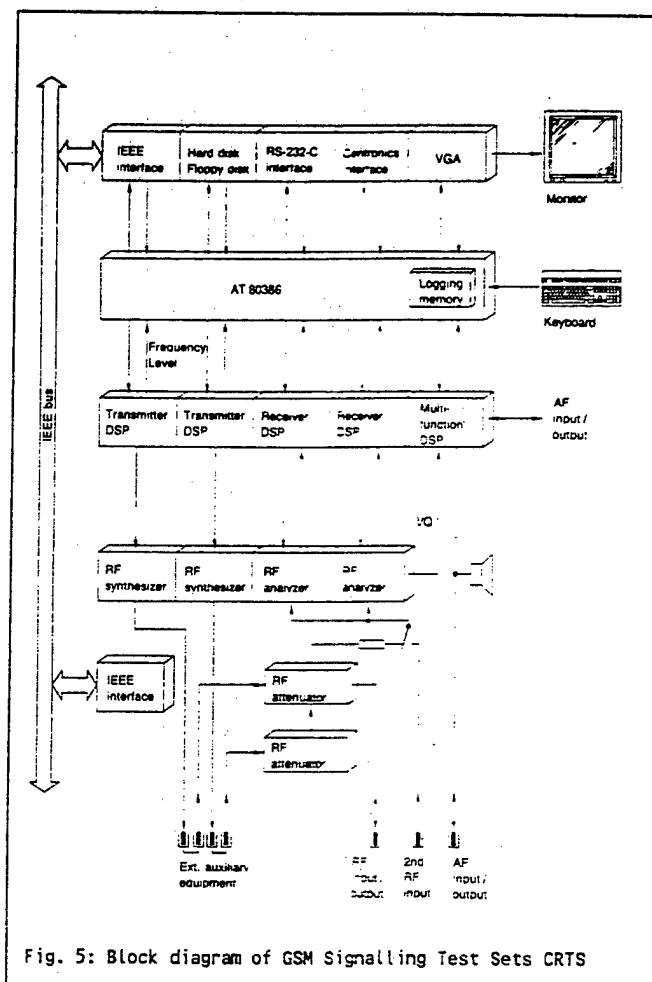 IEEE
interface
Hard disk
Floppy disk
RS-232-C
interface
Centronics
interface
VGA
Monitor
AT 80386
Logging
memory
Keyboard
Frequency
Level
IEEE bus
Transmitter
DSP
Transmitter
DSP
Receiver
DSP
Receiver
DSP
Multi-
function
DSP
AF
input /
output
I/Q
RF
synthesizer
RF
synthesizer
RF
analyzer
RF
analyzer
IEEE
interface
RF
attenuator
RF
attenuator
Ext. auxiliary
equipment
RF
input /
output
2nd
RF
input
AF
input /
output
Fig. 5: Block diagram of GSM Signalling Test Sets CRTS